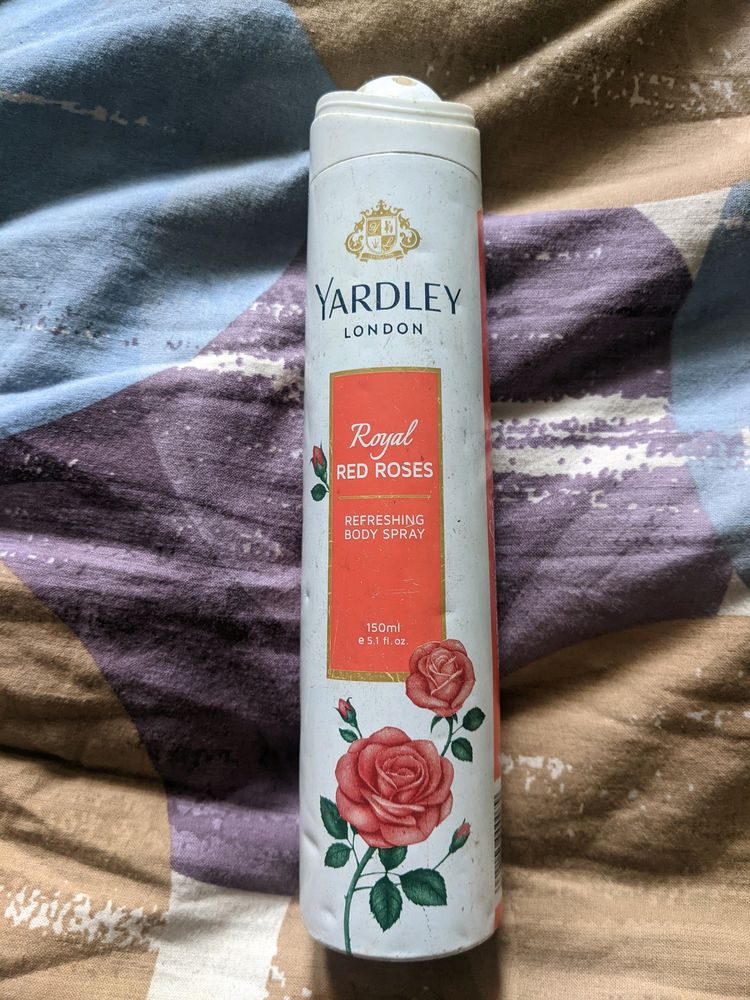 YARDLEY
LONDON
Royal
RED ROSES
REFRESHING
BODY SPRAY
150ml
e 5.1 fl. oz.